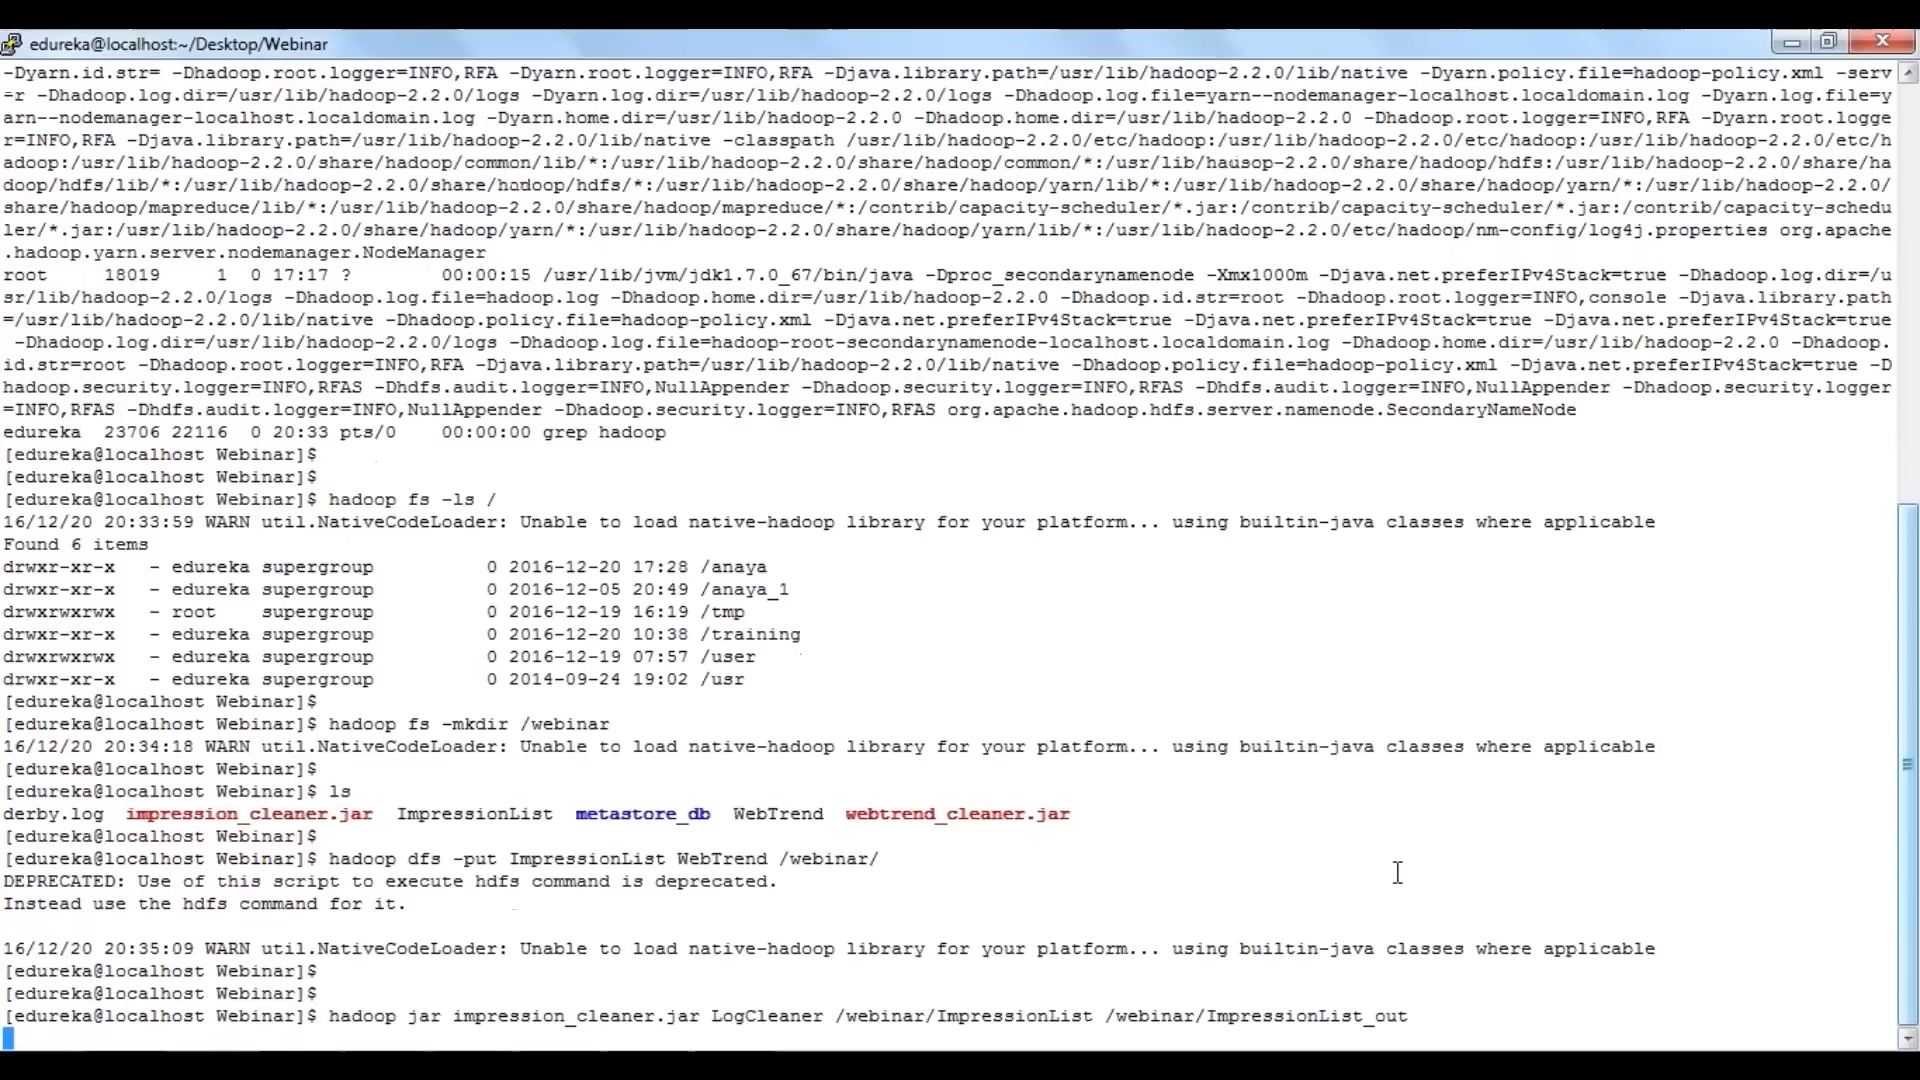 edureka@localhost:~/Desktop/Webinar
-Dyarn.id.str= -Dhadoop.root.logger=INFO,RFA -Dyarn.root.logger=INFO,RFA -Djava.library.path=/usr/lib/hadoop-2.2.0/lib/native -Dyarn.policy.file=hadoop-policy.xml -serv
-r -Dhadoop.log.dir=/usr/lib/hadoop-2.2.0/logs -Dyarn.log.dir=/usr/lib/hadoop-2.2.0/logs -Dhadoop.log.file=yarn--nodemanager-localhost.localdomain.log -Dyarn.log.file=y
arn--nodemanager-localhost.localdomain.log -Dyarn.home.dir=/usr/lib/hadoop-2.2.0 -Dhadoop.home.dir=/usr/lib/hadoop-2.2.0 -Dhadoop.root.logger=INFO,RFA -Dyarn.root.logge
r=INFO,RFA -Djava.library.path=/usr/lib/hadoop-2.2.0/lib/native -classpath /usr/lib/hadoop-2.2.0/etc/hadoop:/usr/lib/hadoop-2.2.0/etc/hadoop:/usr/lib/hadoop-2.2.0/etc/h
adoop:/usr/lib/hadoop-2.2.0/share/hadoop/common/lib/*:/usr/lib/hadoop-2.2.0/share/hadoop/common/*:/usr/lib/hausop-2.2.0/share/hadoop/hdfs:/usr/lib/hadoop-2.2.0/share/ha
doop/hdfs/lib/*:/usr/lib/hadoop-2.2.0/share/hadoop/hdfs/*:/usr/lib/hadoop-2.2.0/share/hadoop/yarn/lib/*:/usr/lib/hadoop-2.2.0/share/hadoop/yarn/*:/usr/lib/hadoop-2.2.0/
share/hadoop/mapreduce/lib/*:/usr/lib/hadoop-2.2.0/share/hadoop/mapreduce/*:/contrib/capacity-scheduler/*.jar:/contrib/capacity-scheduler/*.jar:/contrib/capacity-schedu
ler/*.jar:/usr/lib/hadoop-2.2.0/share/hadoop/yarn/*:/usr/lib/hadoop-2.2.0/share/hadoop/yarn/lib/*:/usr/lib/hadoop-2.2.0/etc/hadoop/nm-config/log4j.properties org.apache
.hadoop.yarn.server.nodemanager.NodeManager
root     18019     1  0 17:17 ?        00:00:15 /usr/lib/jvm/jdk1.7.0_67/bin/java -Dproc_secondarynamenode -Xmx1000m -Djava.net.preferIPv4Stack=true -Dhadoop.log.dir=/u
sr/lib/hadoop-2.2.0/logs -Dhadoop.log.file=hadoop.log -Dhadoop.home.dir=/usr/lib/hadoop-2.2.0 -Dhadoop.id.str=root -Dhadoop.root.logger=INFO,console -Djava.library.path
=/usr/lib/hadoop-2.2.0/lib/native -Dhadoop.policy.file=hadoop-policy.xml -Djava.net.preferIPv4Stack=true -Djava.net.preferIPv4Stack=true -Djava.net.preferIPv4Stack=true
 -Dhadoop.log.dir=/usr/lib/hadoop-2.2.0/logs -Dhadoop.log.file=hadoop-root-secondarynamenode-localhost.localdomain.log -Dhadoop.home.dir=/usr/lib/hadoop-2.2.0 -Dhadoop.
id.str=root -Dhadoop.root.logger=INFO,RFA -Djava.library.path=/usr/lib/hadoop-2.2.0/lib/native -Dhadoop.policy.file=hadoop-policy.xml -Djava.net.preferIPv4Stack=true -D
hadoop.security.logger=INFO,RFAS -Dhdfs.audit.logger=INFO,NullAppender -Dhadoop.security.logger=INFO,RFAS -Dhdfs.audit.logger=INFO,NullAppender -Dhadoop.security.logger
=INFO,RFAS -Dhdfs.audit.logger=INFO,NullAppender -Dhadoop.security.logger=INFO,RFAS org.apache.hadoop.hdfs.server.namenode.SecondaryNameNode
edureka  23706 22116  0 20:33 pts/0    00:00:00 grep hadoop
[edureka@localhost Webinar]$
[edureka@localhost Webinar]$
[edureka@localhost Webinar]$ hadoop fs -ls /
16/12/20 20:33:59 WARN util.NativeCodeLoader: Unable to load native-hadoop library for your platform... using builtin-java classes where applicable
Found 6 items
drwxr-xr-x   - edureka supergroup          0 2016-12-20 17:28 /anaya
drwxr-xr-x   - edureka supergroup          0 2016-12-05 20:49 /anaya_1
drwxrwxrwx   - root    supergroup          0 2016-12-19 16:19 /tmp
drwxr-xr-x   - edureka supergroup          0 2016-12-20 10:38 /training
drwxrwxrwx   - edureka supergroup          0 2016-12-19 07:57 /user
drwxr-xr-x   - edureka supergroup          0 2014-09-24 19:02 /usr
[edureka@localhost Webinar]$
[edureka@localhost Webinar]$ hadoop fs -mkdir /webinar
16/12/20 20:34:18 WARN util.NativeCodeLoader: Unable to load native-hadoop library for your platform... using builtin-java classes where applicable
[edureka@localhost Webinar]$
[edureka@localhost Webinar]$ ls
derby.log  impression_cleaner.jar  ImpressionList  metastore_db  WebTrend  webtrend_cleaner.jar
[edureka@localhost Webinar]$
[edureka@localhost Webinar]$ hadoop dfs -put ImpressionList WebTrend /webinar/
DEPRECATED: Use of this script to execute hdfs command is deprecated.
Instead use the hdfs command for it.
16/12/20 20:35:09 WARN util.NativeCodeLoader: Unable to load native-hadoop library for your platform... using builtin-java classes where applicable
[edureka@localhost Webinar]$
[edureka@localhost Webinar]$
[edureka@localhost Webinar]$ hadoop jar impression_cleaner.jar LogCleaner /webinar/ImpressionList /webinar/ImpressionList_out